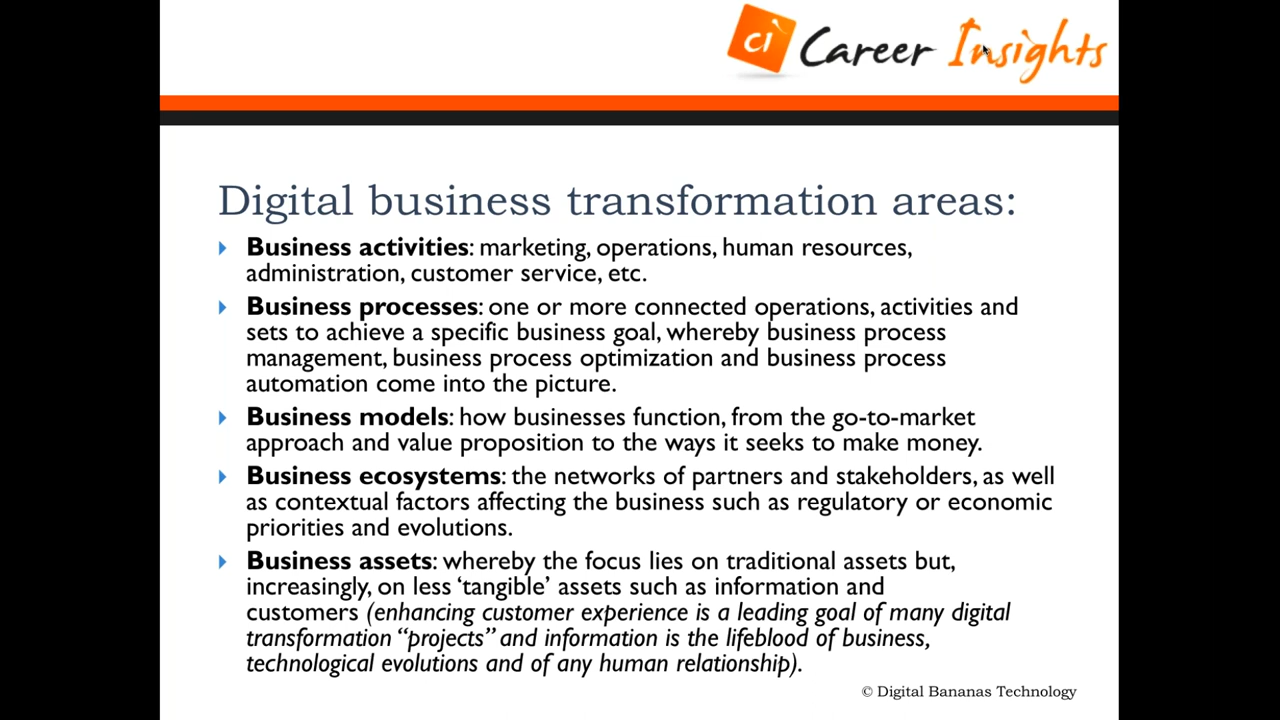 CI Career Insights
Digital business transformation areas:
Business activities: marketing, operations, human resources,
administration, customer service, etc.
Business processes: one or more connected operations, activities and
sets to achieve a specific business goal, whereby business process
management, business process optimization and business process
automation come into the picture.
Business models: how businesses function, from the go-to-market
approach and value proposition to the ways it seeks to make money.
Business ecosystems: the networks of partners and stakeholders, as well
as contextual factors affecting the business such as regulatory or economic
priorities and evolutions.
Business assets: whereby the focus lies on traditional assets but,
increasingly, on less ‘tangible’ assets such as information and
customers (enhancing customer experience is a leading goal of many digital
transformation “projects” and information is the lifeblood of business,
technological evolutions and of any human relationship).
© Digital Bananas Technology